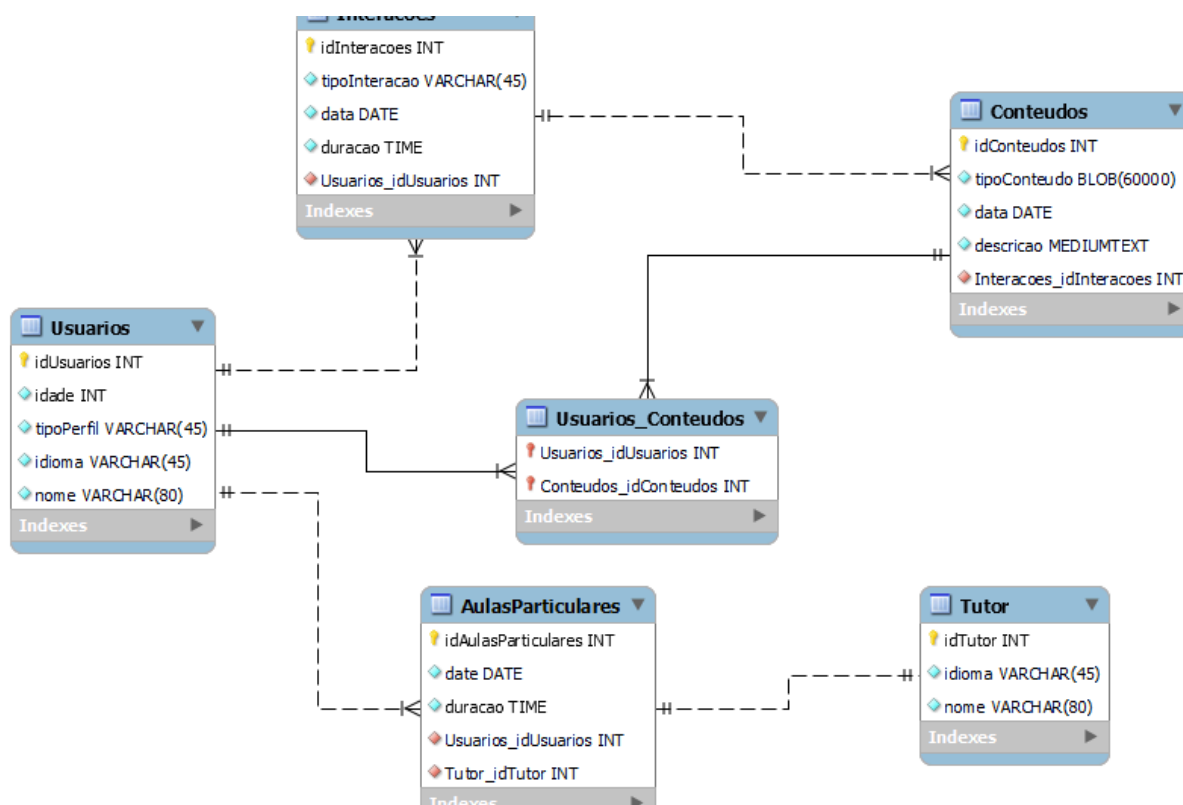 Interacoes
idInteracoes INT
tipoInteracao VARCHAR(45)
data DATE
duracao TIME
Usuarios_idUsuarios INT
Indexes
Conteudos
idConteudos INT
tipoConteudo BLOB(60000)
data DATE
descricao MEDIUMTEXT
Interacoes_idInteracoes INT
Indexes
Usuarios
idUsuarios INT
idade INT
tipoPerfil VARCHAR(45)
idioma VARCHAR(45)
nome VARCHAR(80)
Indexes
Usuarios_Conteudos
Usuarios_idUsuarios INT
Conteudos_idConteudos INT
Indexes
AulasParticulares
idAulasParticulares INT
date DATE
duracao TIME
Usuarios_idUsuarios INT
Tutor_idTutor INT
Indexes
Tutor
idTutor INT
idioma VARCHAR(45)
nome VARCHAR(80)
Indexes